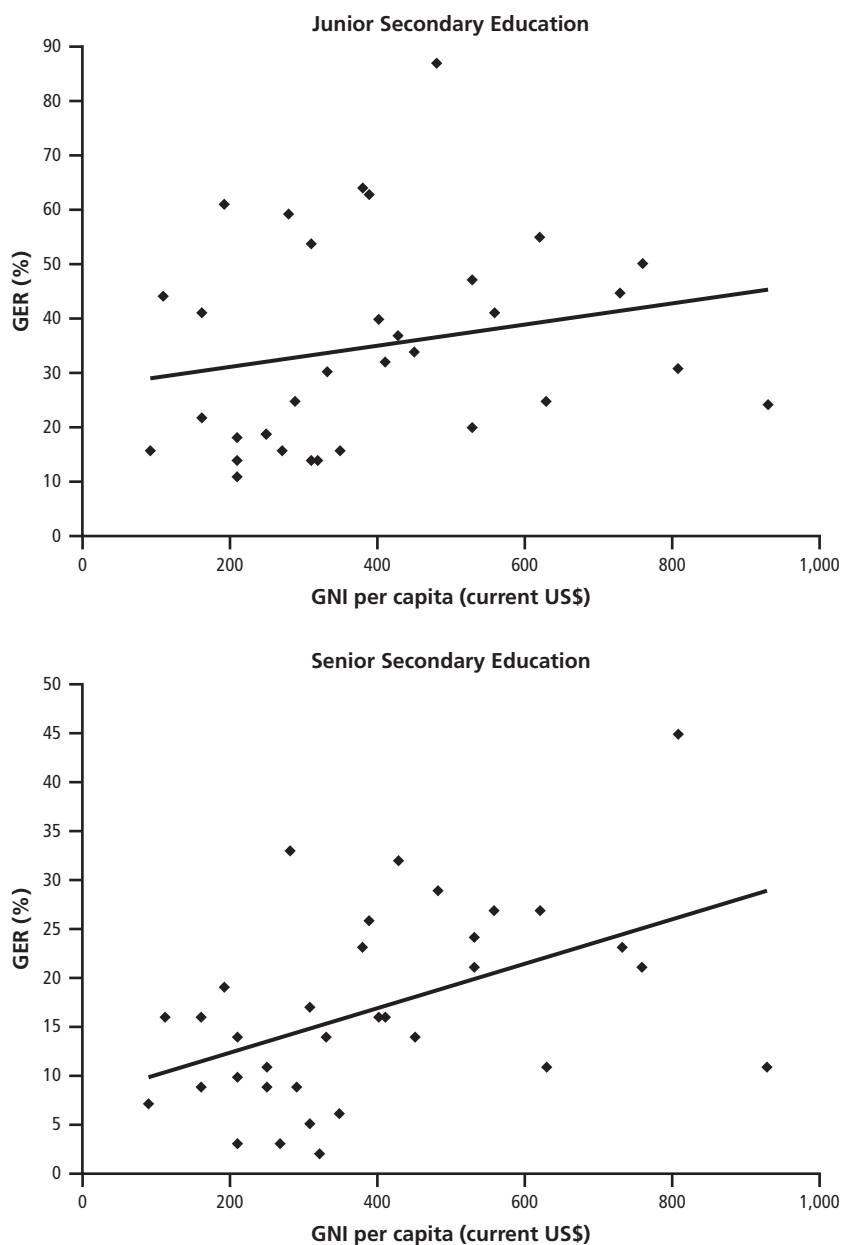 Junior Secondary Education
90
80
70
60
50
40
30
20
10
0
GER (%)
0 200 400 600 800 1,000
GNI per capita (current US$)
Senior Secondary Education
50
45
40
35
30
25
20
15
10
5
0
GER (%)
0 200 400 600 800 1,000
GNI per capita (current US$)